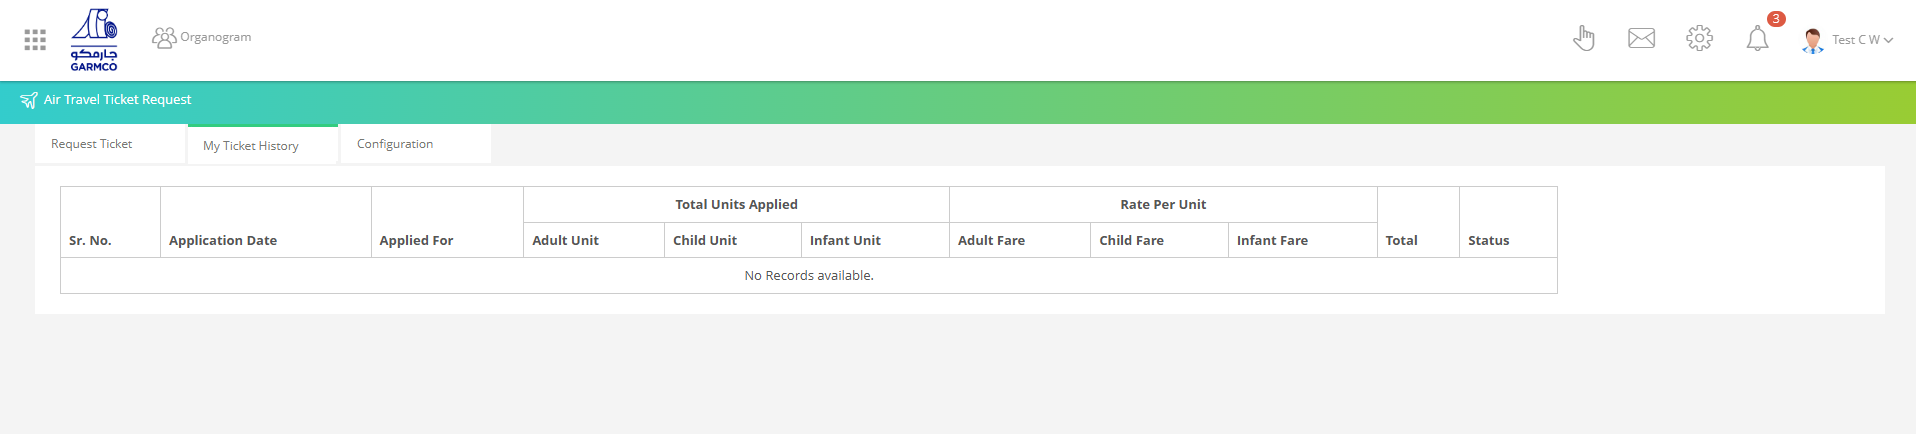 جارمكو
GARMCO
Organogram
3
Test C W
Air Travel Ticket Request
Request Ticket
My Ticket History
Configuration
Total Units Applied
Rate Per Unit
Sr. No.
Application Date
Applied For
Adult Unit
Child Unit
Infant Unit
Adult Fare
Child Fare
Infant Fare
Total
Status
No Records available.